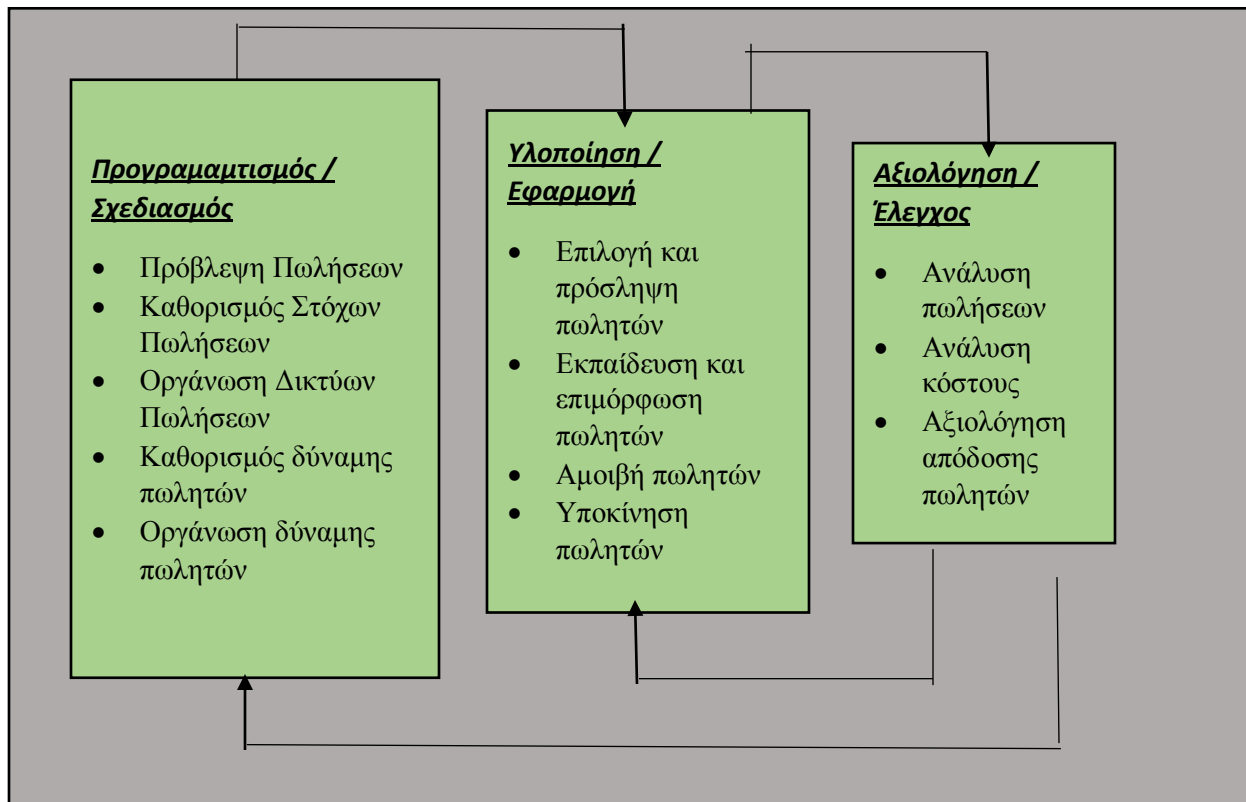 Προγραμαμτισμός /
Σχεδιασμός
• Πρόβλεψη Πωλήσεων
• Καθορισμός Στόχων
Πωλήσεων
• Οργάνωση Δικτύων
Πωλήσεων
• Καθορισμός δύναμης
πωλητών
• Οργάνωση δύναμης
πωλητών
Υλοποίηση /
Εφαρμογή
• Επιλογή και
πρόσληψη
πωλητών
• Εκπαίδευση και
επιμόρφωση
πωλητών
• Αμοιβή πωλητών
• Υποκίνηση
πωλητών
Αξιολόγηση /
Έλεγχος
• Ανάλυση
πωλήσεων
• Ανάλυση
κόστους
• Αξιολόγηση
απόδοσης
πωλητών